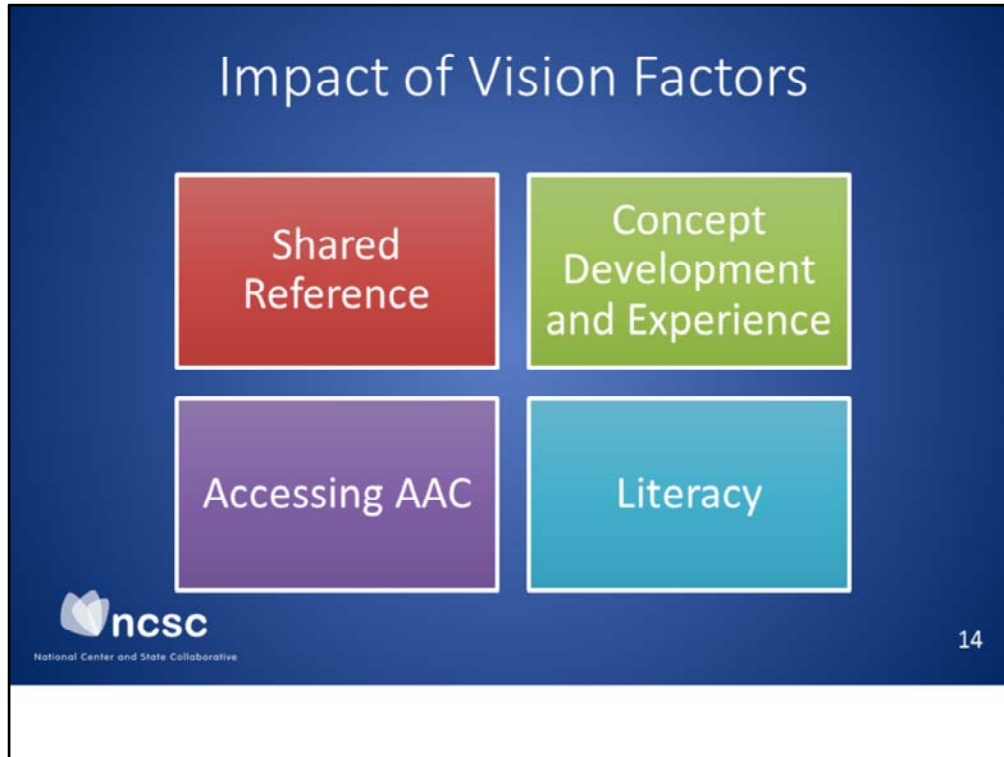 Impact of Vision Factors
Shared
Reference
Concept
Development
and Experience
Accessing AAC
Literacy
ncsc
National Center and State Collaborative
14